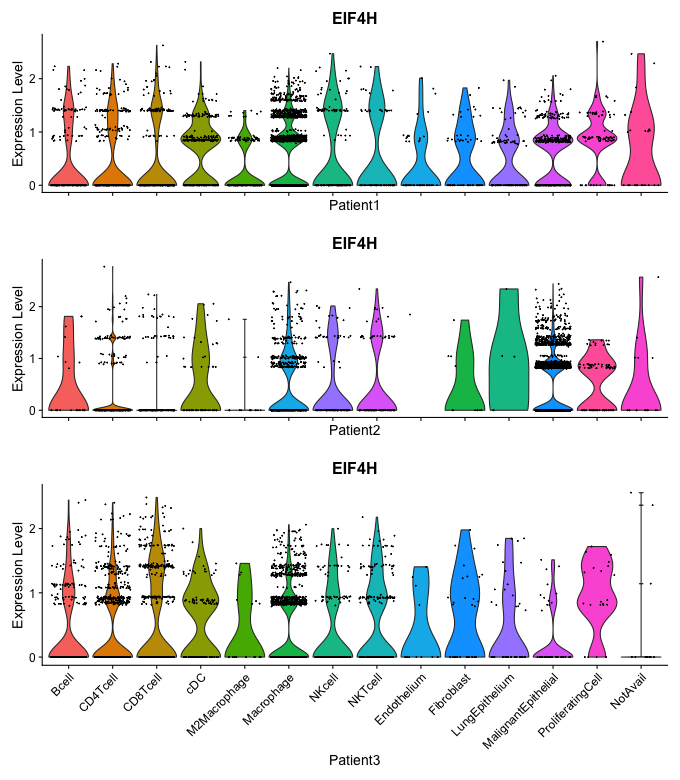 EIF4H
Expression Level
2
1
0
Patient1
EIF4H
Expression Level
2
1
0
Patient2
EIF4H
Expression Level
2
1
0
Bcell
CD4Tcell
CD8Tcell
cDC
M2Macrophage
Macrophage
NKcell
NKTcell
Endothelium
Fibroblast
LungEpithelium
MalignantEpithelial
ProliferatingCell
NotAvail
Patient3